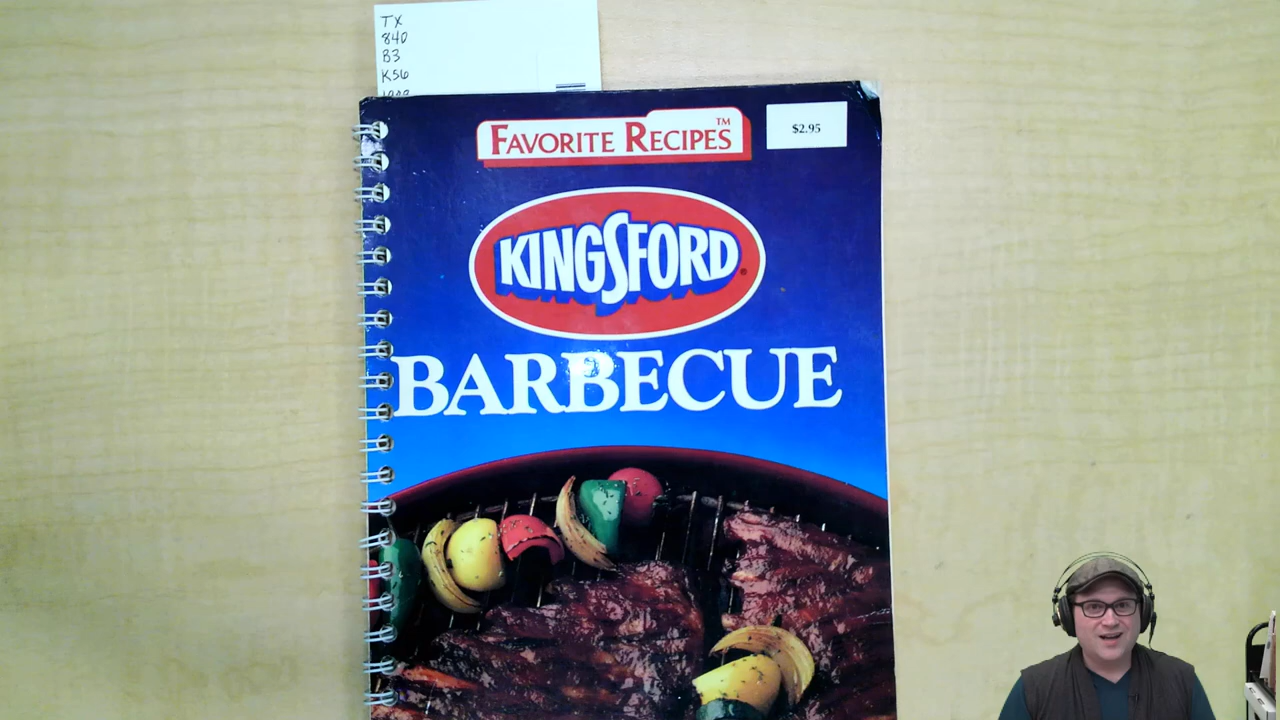 TX
840
B3
K56
FAVORITE RECIPES™
$2.95
KINGSFORD
BARBECUE